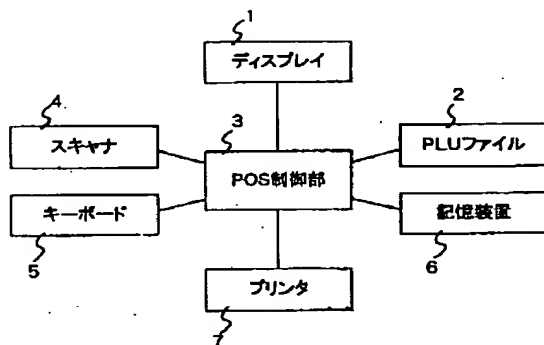 1
ディスプレイ
4
スキャナ
3
POS制御部
2
PLUファイル
キーボード
5
記憶装置
6
プリンタ
7